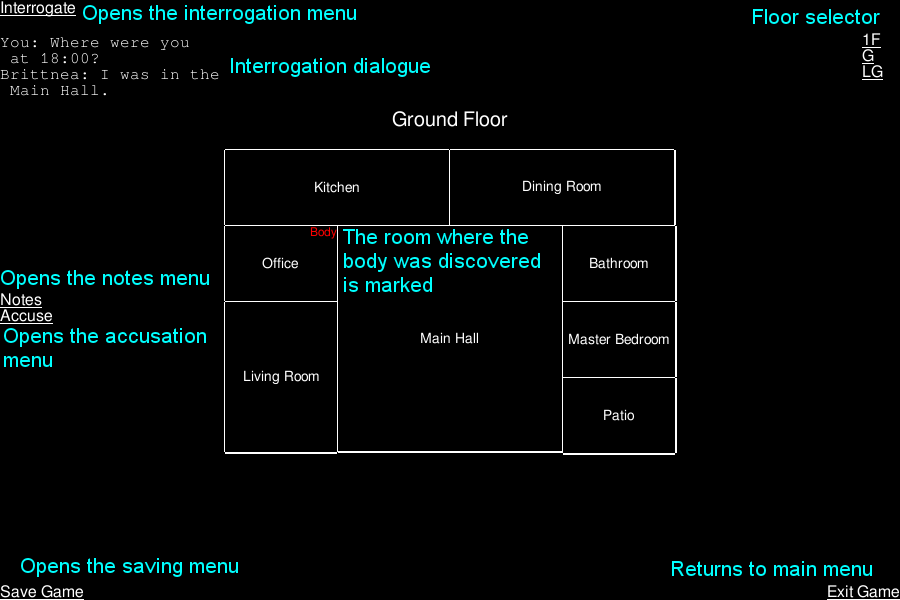 Interrogate
Opens the interrogation menu
Floor selector
1F
G
LG
You: Where were you
at 18:00?
Brittnea: I was in the
Main Hall.
Interrogation dialogue
Ground Floor
Kitchen
Dining Room
Body
Office
The room where the
body was discovered
is marked
Bathroom
Opens the notes menu
Notes
Accuse
Opens the accusation
menu
Main Hall
Master Bedroom
Living Room
Patio
Opens the saving menu
Save Game
Returns to main menu
Exit Game